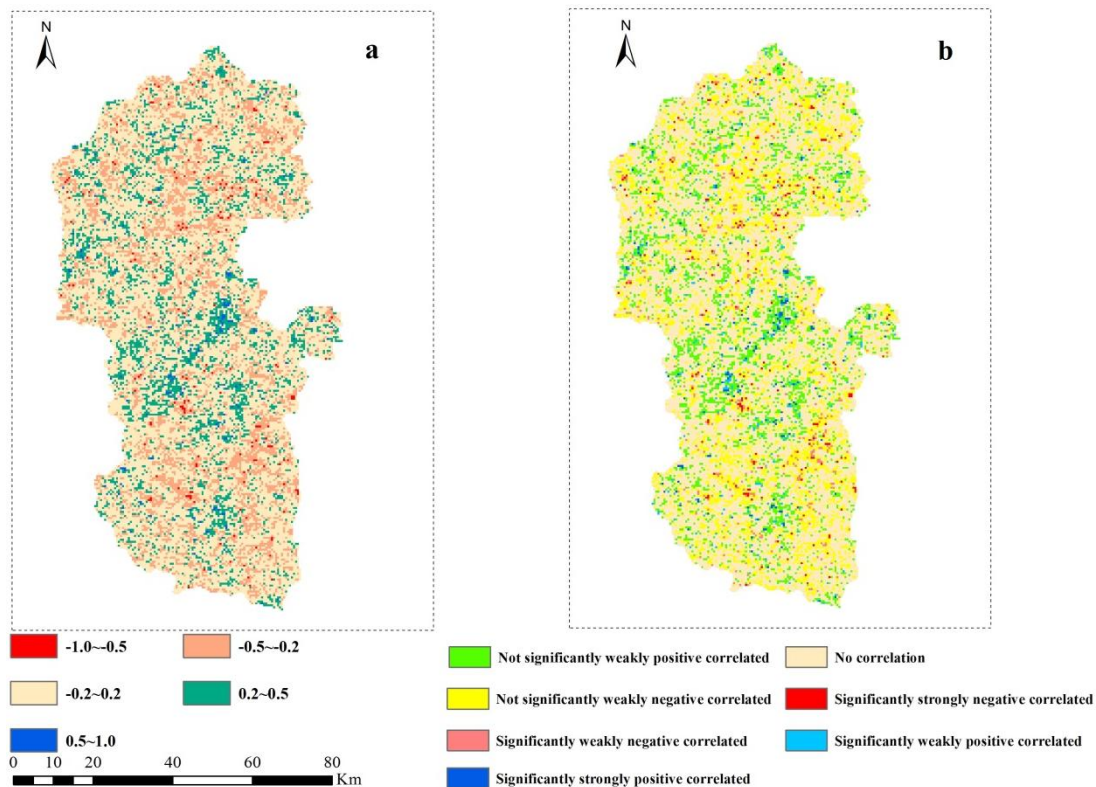 N
a
N
b
-1.0~-0.5
-0.5~-0.2
-0.2~0.2
0.2~0.5
0.5~1.0
0 10 20 40 60 80
Km
Not significantly weakly positive correlated
No correlation
Not significantly weakly negative correlated
Significantly strongly negative correlated
Significantly weakly negative correlated
Significantly weakly positive correlated
Significantly strongly positive correlated